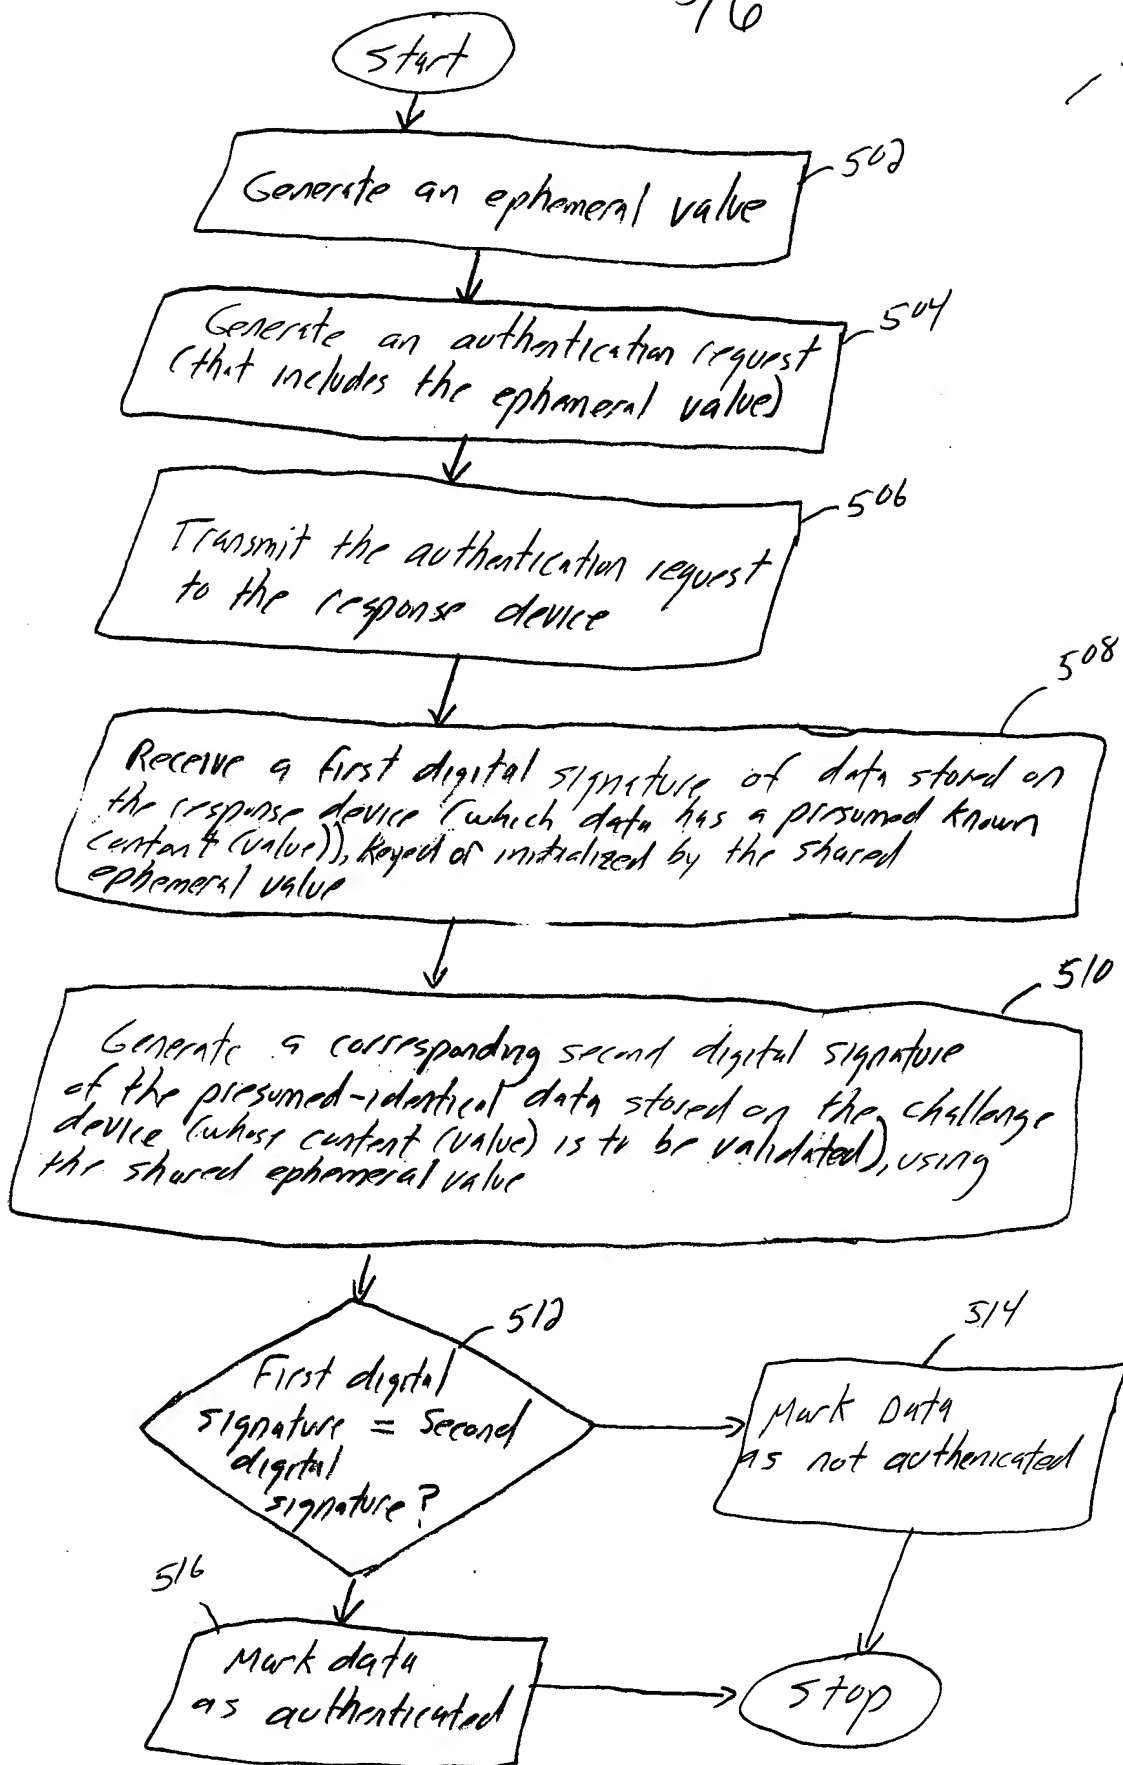 5/6
Start
502
Generate an ephemeral value
504
Generate an authentication request
(that includes the ephemeral value)
506
Transmit the authentication request
to the response device
508
Receive a first digital signature of data stored on
the response device (which data has a presumed known
content (value)), keyed or initialized by the shared
ephemeral value
510
Generate a corresponding second digital signature
of the presumed-identical data stored on the challenge
device (whose content (value) is to be validated), using
the shared ephemeral value
512
First digital
signature = Second
digital
signature?
514
Mark Data
as not authenicated
516
Mark data
as authenticated
Stop